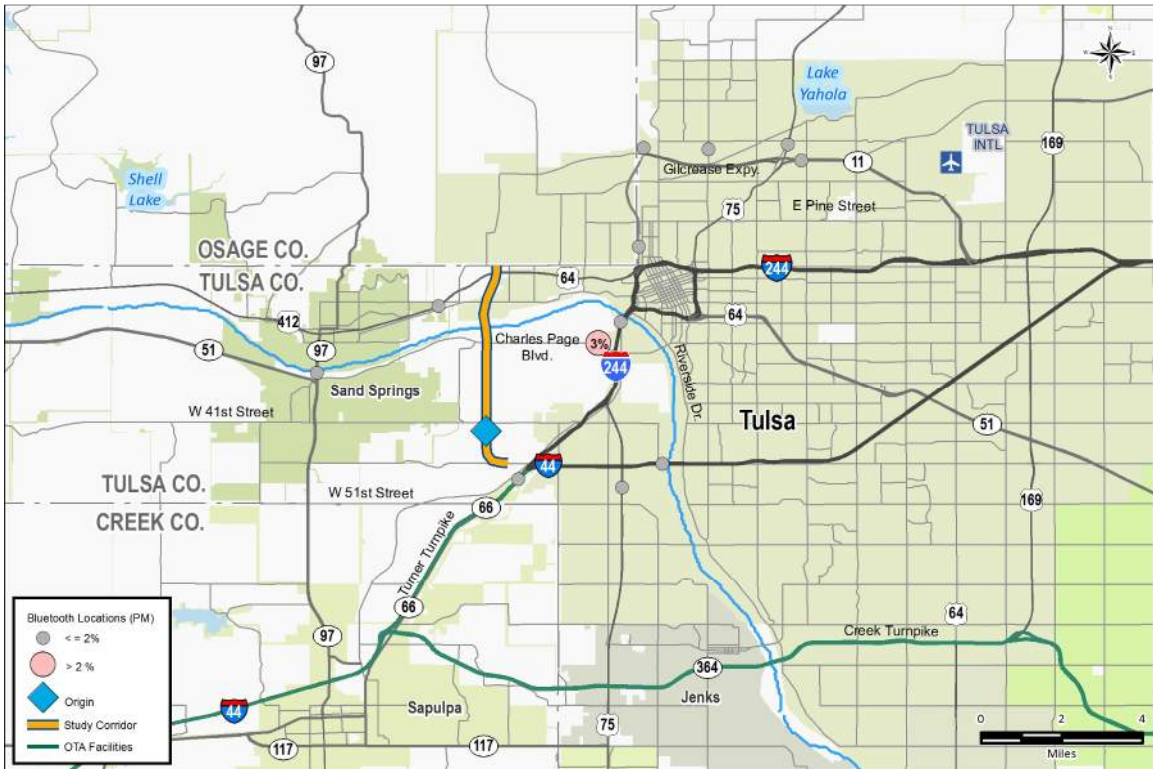 97
Lake
Yahola
TULSA
INTL
169
11
Gilcrease Expy.
Shell
Lake
75
E Pine Street
OSAGE CO.
TULSA CO.
64
244
412
64
51
97
Charles Page
Blvd.
3%
244
Riverside Dr.
Sand Springs
W 41st Street
Tulsa
51
44
TULSA CO.
CREEK CO.
W 51st Street
66
169
Turner Turnpike
66
64
Creek Turnpike
97
364
Jenks
44
Sapulpa
75
117
117
Bluetooth Locations (PM)
< = 2%
> 2 %
Origin
Study Corridor
OTA Facilities
N
W
E
S
0
2
4
Miles